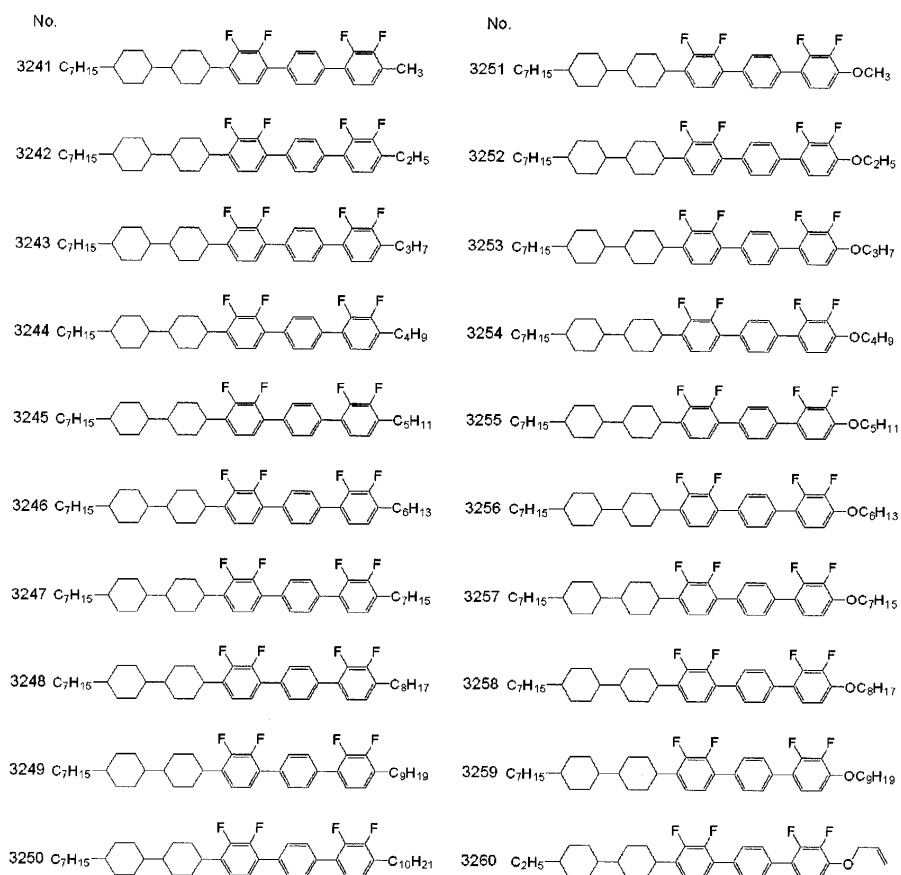 No.
F F F F
3241 C7H15 CH3
F F F F
3242 C7H15 C2H5
F F F F
3243 C7H15 C3H7
F F F F
3244 C7H15 C4H9
F F F F
3245 C7H15 C5H11
F F F F
3246 C7H15 C6H13
F F F F
3247 C7H15 C7H15
F F F F
3248 C7H15 C8H17
F F F F
3249 C7H15 C9H19
F F F F
3250 C7H15 C10H21
No.
F F F F
3251 C7H15 OCH3
F F F F
3252 C7H15 OC2H5
F F F F
3253 C7H15 OC3H7
F F F F
3254 C7H15 OC4H9
F F F F
3255 C7H15 OC5H11
F F F F
3256 C7H15 OC6H13
F F F F
3257 C7H15 OC7H15
F F F F
3258 C7H15 OC8H17
F F F F
3259 C7H15 OC9H19
F F F F
3260 C2H5 O